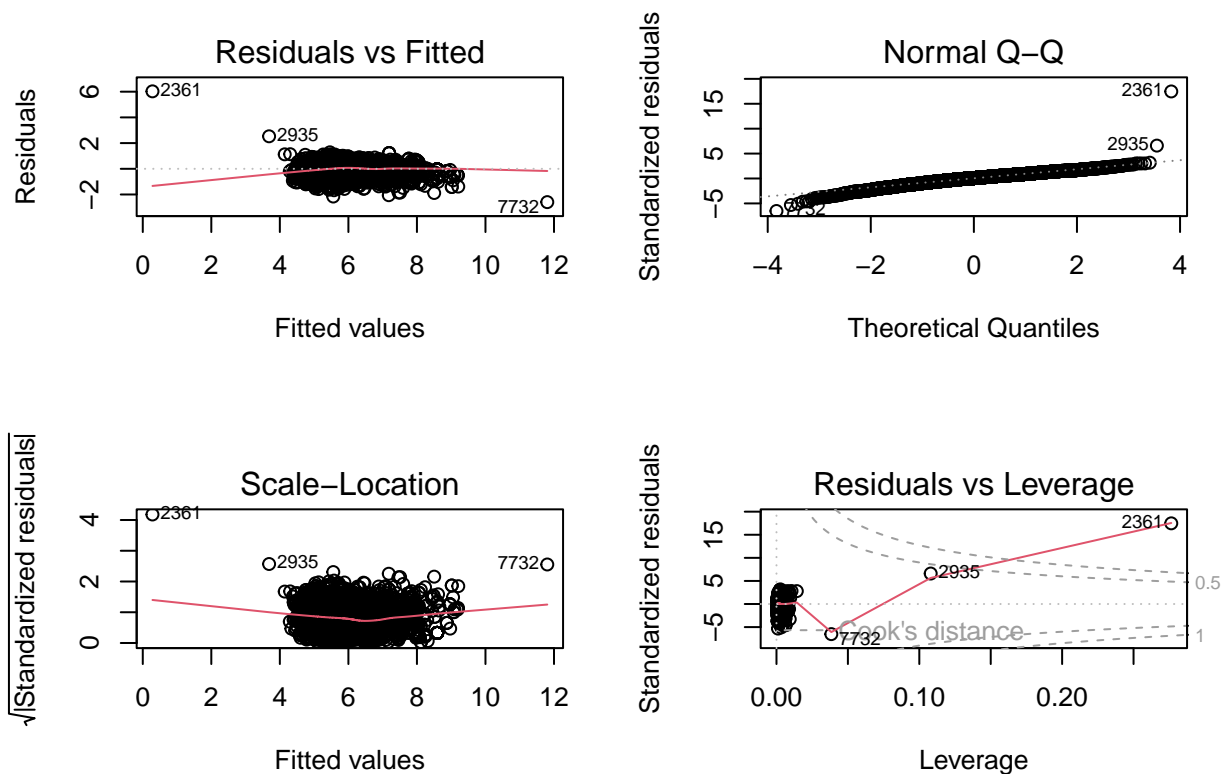 Residuals vs Fitted
Residuals
6
2
−2
2361
2935
7732
0 2 4 6 8 10 12
Fitted values
Normal Q−Q
Standardized residuals
15
5
−5
2361
2935
7732
−4 −2 0 2 4
Theoretical Quantiles
Scale−Location
√|Standardized residuals|
4
2
0
2361
2935
7732
0 2 4 6 8 10 12
Fitted values
Residuals vs Leverage
Standardized residuals
15
5
−5
2361
2935
7732
Cook's distance
0.5
1
0.00 0.10 0.20
Leverage